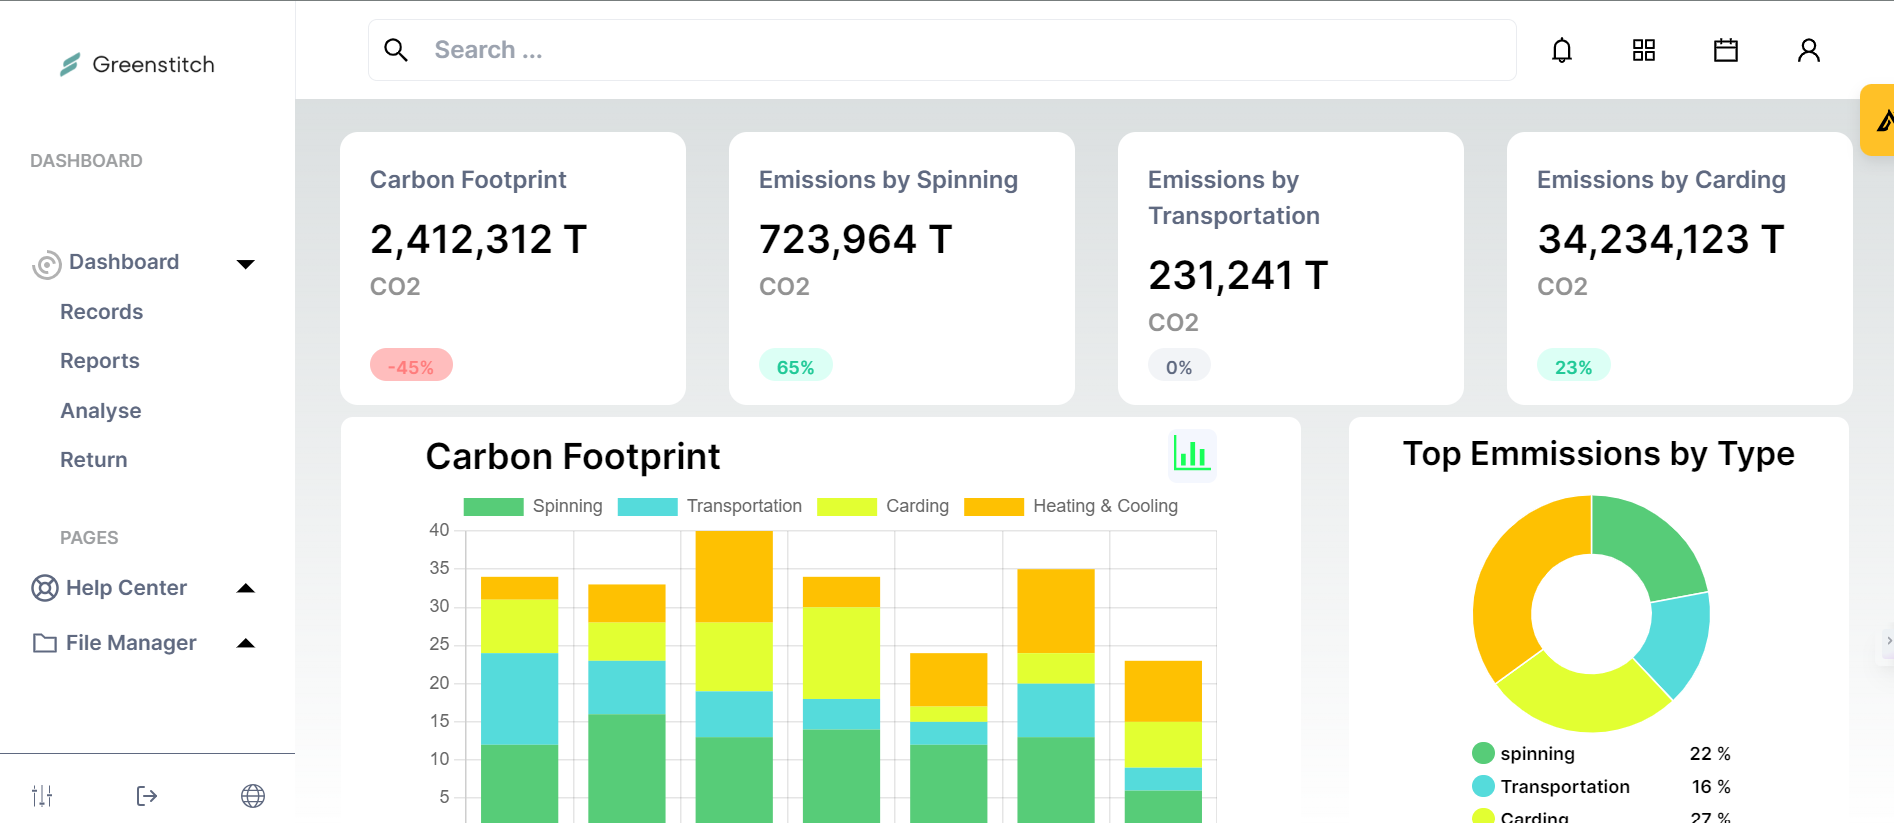 Greenstitch
Search ...
DASHBOARD
Dashboard
Records
Reports
Analyse
Return
PAGES
Help Center
File Manager
Carbon Footprint
2,412,312 T
CO2
-45%
Emissions by Spinning
723,964 T
CO2
65%
Emissions by
Transportation
231,241 T
CO2
0%
Emissions by Carding
34,234,123 T
CO2
23%
Carbon Footprint
Spinning Transportation Carding Heating & Cooling
40
35
30
25
20
15
10
5
Top Emmissions by Type
spinning 22 %
Transportation 16 %
Carding 27 %